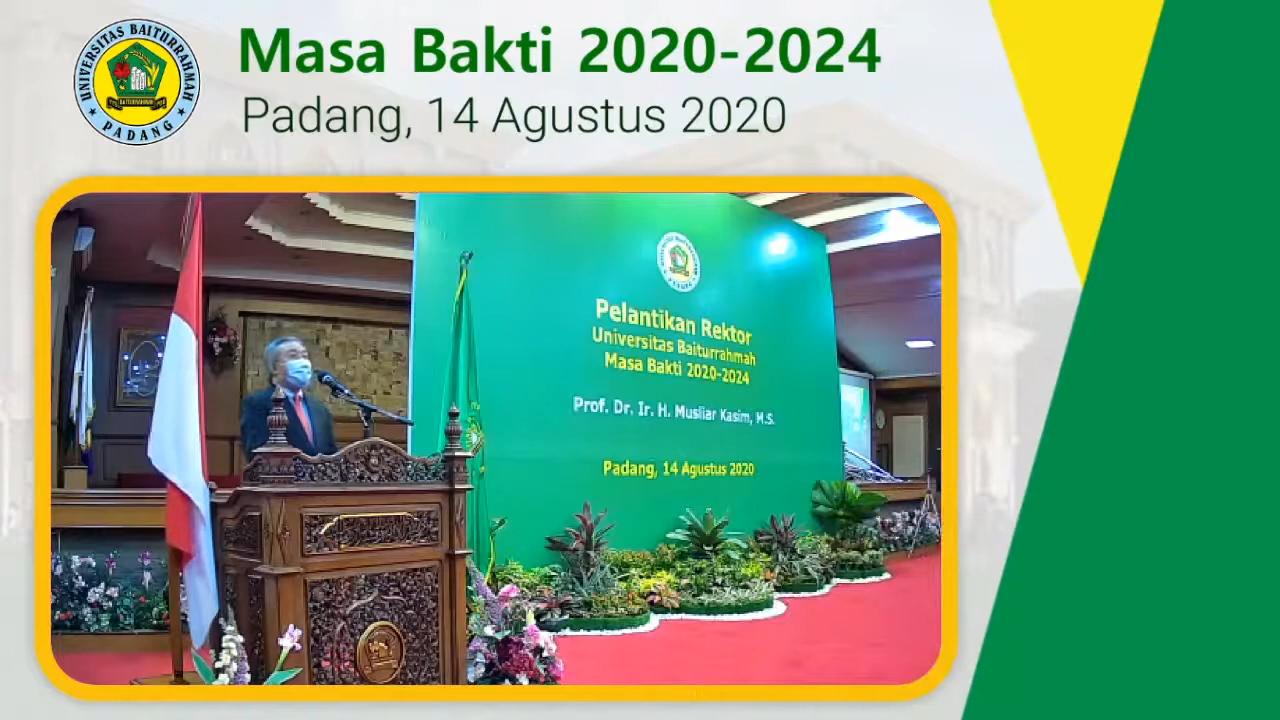 Masa Bakti 2020-2024
Padang, 14 Agustus 2020
UNIVERSITAS BAITURRAHMAH
PADANG
BAITURRAHMAH
Pelantikan Rektor
Universitas Baiturrahmah
Masa Bakti 2020-2024
Prof. Dr. Ir. H. Musliar Kasim, M.S.
Padang, 14 Agustus 2020